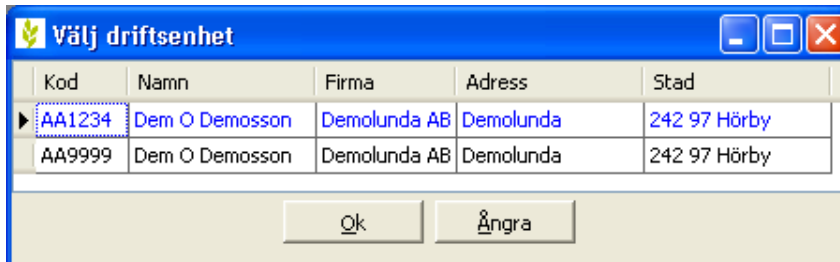 Välj driftsenhet
Kod Namn Firma Adress Stad
AA1234 Dem O Demosson Demolunda AB Demolunda 242 97 Hörby
AA9999 Dem O Demosson Demolunda AB Demolunda 242 97 Hörby
Ok Ångra